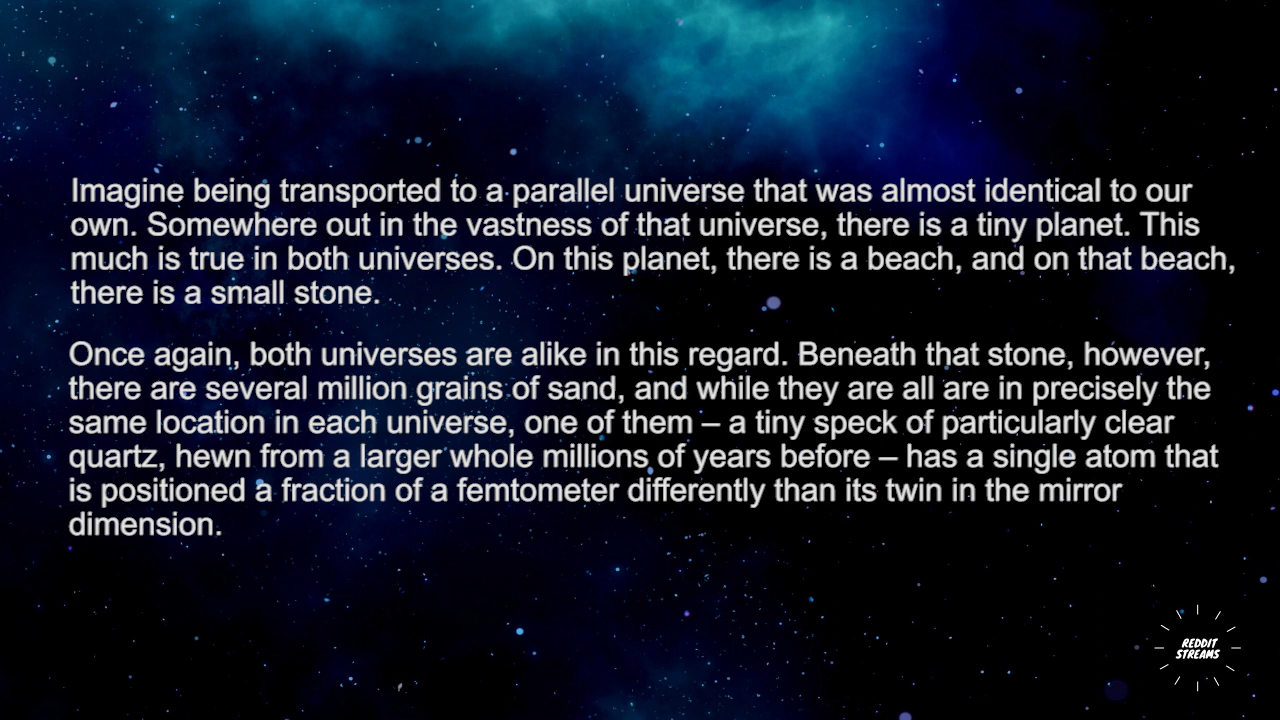 Imagine being transported to a parallel universe that was almost identical to our
own. Somewhere out in the vastness of that universe, there is a tiny planet. This
much is true in both universes. On this planet, there is a beach, and on that beach,
there is a small stone.
Once again, both universes are alike in this regard. Beneath that stone, however,
there are several million grains of sand, and while they are all are in precisely the
same location in each universe, one of them – a tiny speck of particularly clear
quartz, hewn from a larger whole millions of years before – has a single atom that
is positioned a fraction of a femtometer differently than its twin in the mirror
dimension.
REDDIT
STREAMS